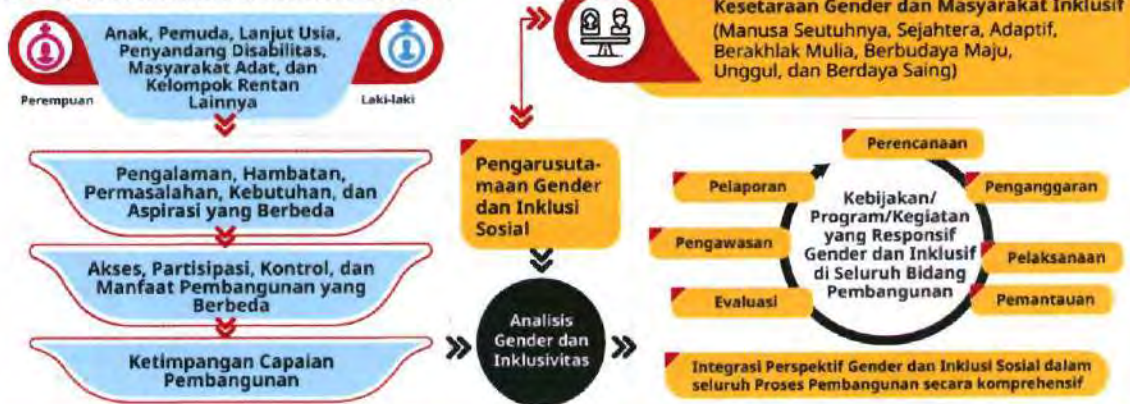 Anak, Pemuda, Lanjut Usia,
Penyandang Disabilitas,
Masyarakat Adat, dan
Kelompok Rentan
Lainnya
Perempuan
Laki-laki
Pengalaman, Hambatan,
Permasalahan, Kebutuhan, dan
Aspirasi yang Berbeda
Akses, Partisipasi, Kontrol, dan
Manfaat Pembangunan yang
Berbeda
Ketimpangan Capaian
Pembangunan
Kesetaraan Gender dan Masyarakat Inklusif
(Manusa Seutuhnya, Sejahtera, Adaptif,
Berakhlak Mulia, Berbudaya Maju,
Unggul, dan Berdaya Saing)
Pengarusuta-
maan Gender
dan Inklusi
Sosial
Analisis
Gender dan
Inklusivitas
Perencanaan
Penganggaran
Pelaksanaan
Pemantauan
Evaluasi
Pengawasan
Pelaporan
Kebijakan/
Program/Kegiatan
yang Responsif
Gender dan Inklusif
di Seluruh Bidang
Pembangunan
Integrasi Perspektif Gender dan Inklusi Sosial dalam
seluruh Proses Pembangunan secara komprehensif